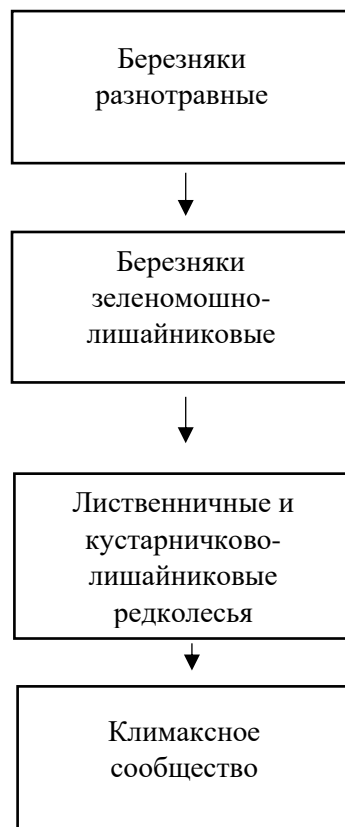 Березняки
разнотравные
Березняки
зеленомошно-
лишайниковые
Лиственничные и
кустарничково-
лишайниковые
редколесья
Климаксное
сообщество